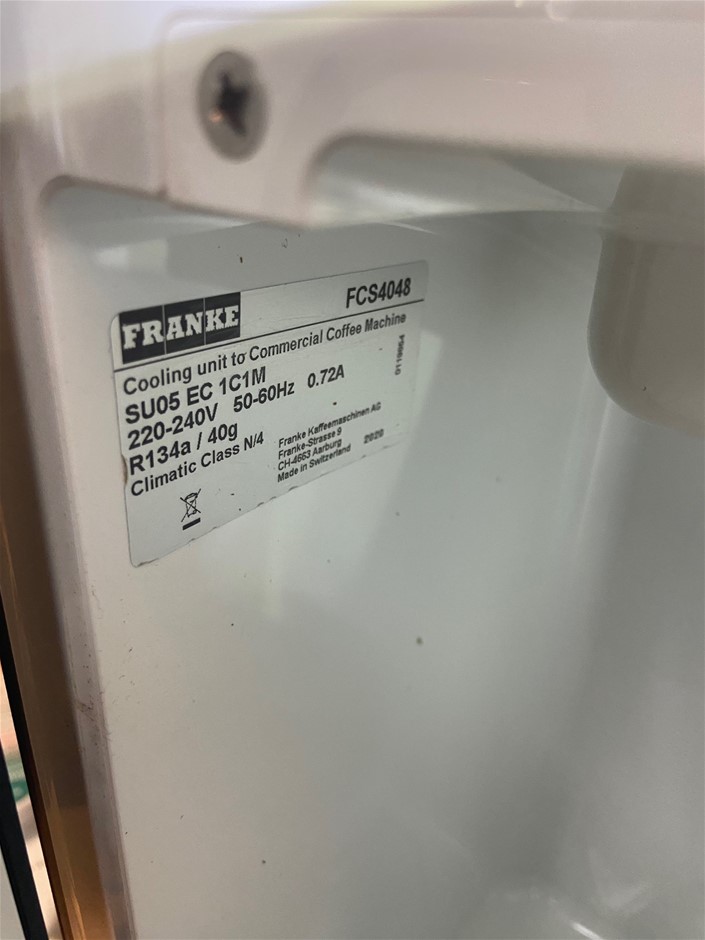 FRANKE
FCS4048
Cooling unit to Commercial Coffee Machine
SU05 EC 1C1M
220-240V 50-60Hz 0.72A
R134a / 40g
Climatic Class N/4
Franke Kaffeemaschinen AG
Franke-Strasse 9
CH-4663 Aarburg
Made in Switzerland
2020